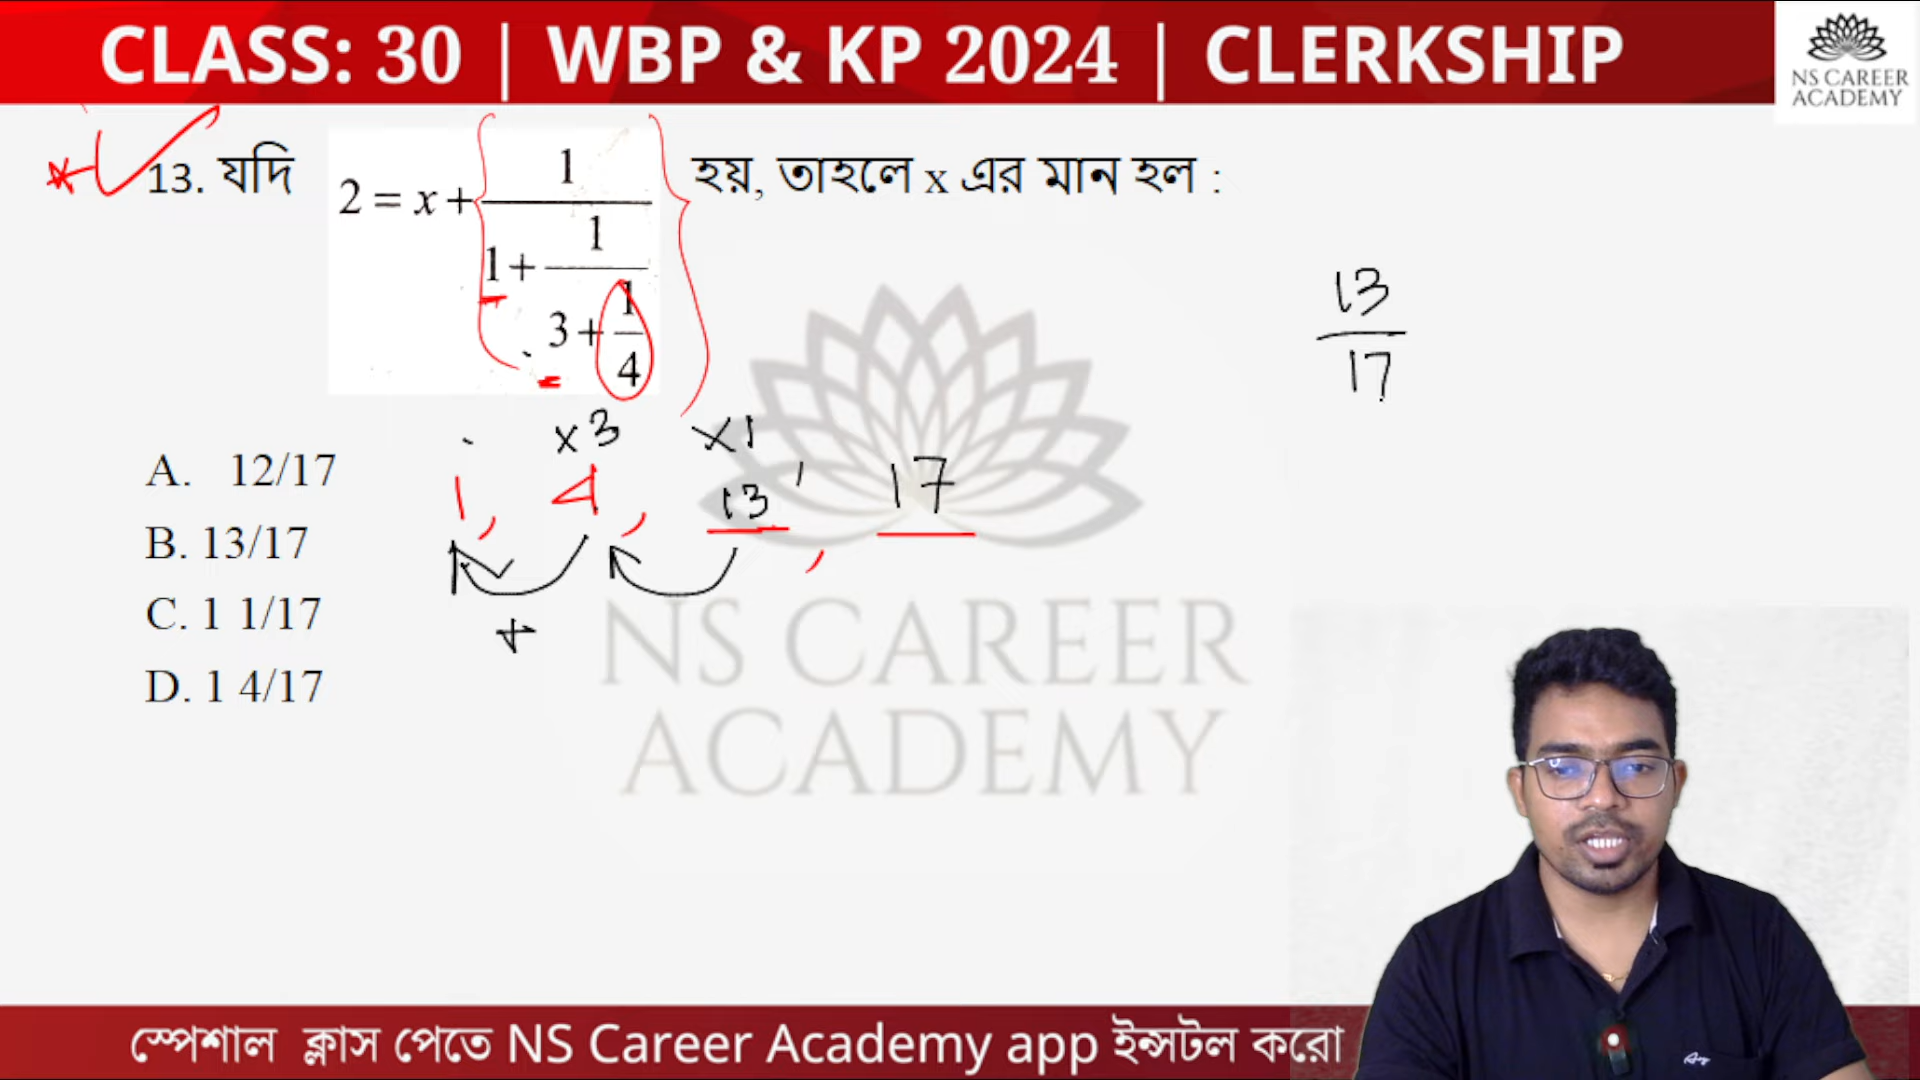 CLASS: 30 | WBP & KP 2024 | CLERKSHIP
NS CAREER
ACADEMY
13. যদি 2 = x + 1/(1 + 1/(3 + 1/4)) হয়, তাহলে x এর মান হল :
13
17
x3 x1
1, 4, 13, 17
+
A. 12/17
B. 13/17
C. 1 1/17
D. 1 4/17
NS CAREER
ACADEMY
স্পেশাল ক্লাস পেতে NS Career Academy app ইন্সটল করো